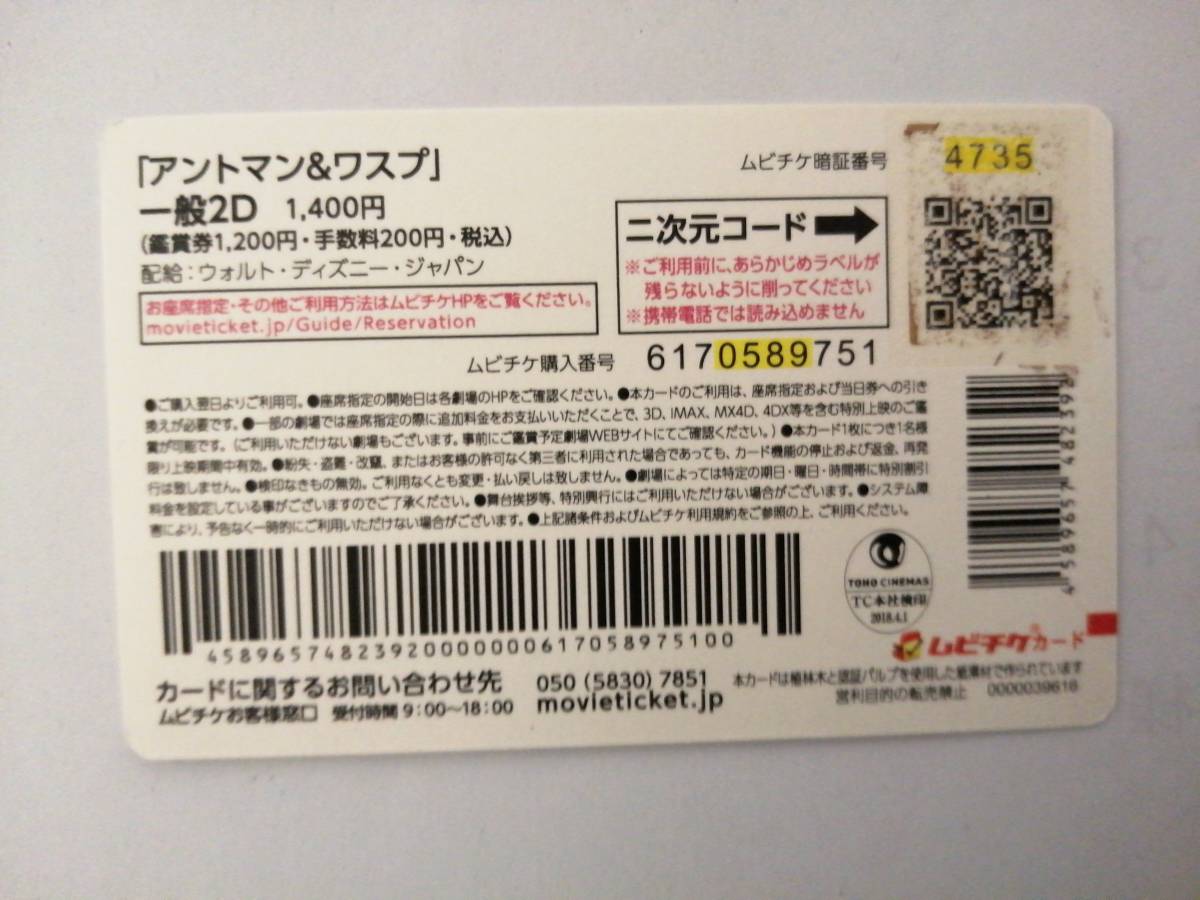 「アントマン&ワスプ」
一般2D 1,400円
(鑑賞券1,200円・手数料200円・税込)
配給:ウォルト・ディズニー・ジャパン
お座席指定・その他ご利用方法はムビチケHPをご覧ください。
movieticket.jp/Guide/Reservation
ムビチケ暗証番号 4735
二次元コード
※ご利用前に、あらかじめラベルが
残らないように削ってください
※携帯電話では読み込めません
ムビチケ購入番号 6170589751
●ご購入翌日よりご利用可。●座席指定の開始日は各劇場のHPをご確認ください。●本カードのご利用は、座席指定および当日券への引き
換えが必要です。●一部の劇場では座席指定の際に追加料金をお支払いいただくことで、3D、IMAX、MX4D、4DX等を含む特別上映のご鑑
賞が可能です。(ご利用いただけない劇場もございます。事前にご鑑賞予定劇場WEBサイトにてご確認ください。)●本カード1枚につき1名様
限り上映期間中有効。●紛失・盗難・改竄、またはお客様の許可なく第三者に利用された場合であっても、カード機能の停止および返金、再発
行は致しません。●検印なきもの無効。ご利用なくとも変更・払い戻しは致しません。●劇場によっては特定の期日・曜日・時間帯に特別割引
料金を設定している事がございますのでご了承ください。●舞台挨拶等、特別興行にはご利用いただけない場合がございます。●システム障
害により、予告なく一時的にご利用いただけない場合がございます。●上記諸条件およびムビチケ利用規約をご参照の上、ご利用ください。
45896574823920000000617058975100
4 589657 482392
TOHO CINEMAS
TC本社検印
2018.4.1
ムビチケカード
カードに関するお問い合わせ先 050 (5830) 7851
ムビチケお客様窓口 受付時間 9:00〜18:00 movieticket.jp
本カードは植林木と認証パルプを使用した紙素材で作られています
営利目的の転売禁止 0000039616